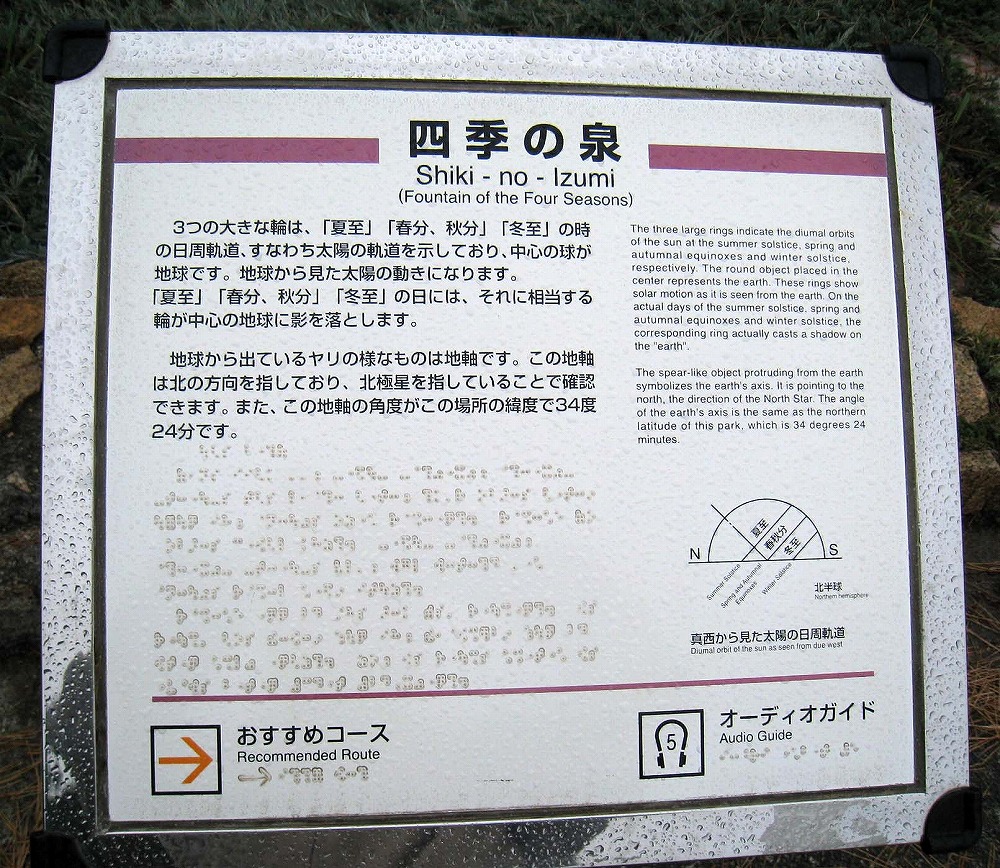 四季の泉
Shiki - no - Izumi
(Fountain of the Four Seasons)
3つの大きな輪は、「夏至」「春分、秋分」「冬至」の時
の日周軌道、すなわち太陽の軌道を示しており、中心の球が
地球です。地球から見た太陽の動きになります。
「夏至」「春分、秋分」「冬至」の日には、それに相当する
輪が中心の地球に影を落とします。
地球から出ているヤリの様なものは地軸です。この地軸
は北の方向を指しており、北極星を指していることで確認
できます。また、この地軸の角度がこの場所の緯度で34度
24分です。
The three large rings indicate the diumal orbits
of the sun at the summer solstice, spring and
autumnal equinoxes and winter solstice,
respectively. The round object placed in the
center represents the earth. These rings show
solar motion as it is seen from the earth. On the
actual days of the summer solstice, spring and
autumnal equinoxes and winter solstice, the
corresponding ring actually casts a shadow on
the "earth".
The spear-like object protruding from the earth
symbolizes the earth's axis. It is pointing to the
north, the direction of the North Star. The angle
of the earth's axis is the same as the northern
latitude of this park, which is 34 degrees 24
minutes.
夏至
春秋分
冬至
N
S
Summer Solstice
Spring and Autumnal
Equinoxes
Winter Solstice
北半球
Northern hemisphere
真西から見た太陽の日周軌道
Diumal orbit of the sun as seen from due west
おすすめコース
Recommended Route
5
オーディオガイド
Audio Guide